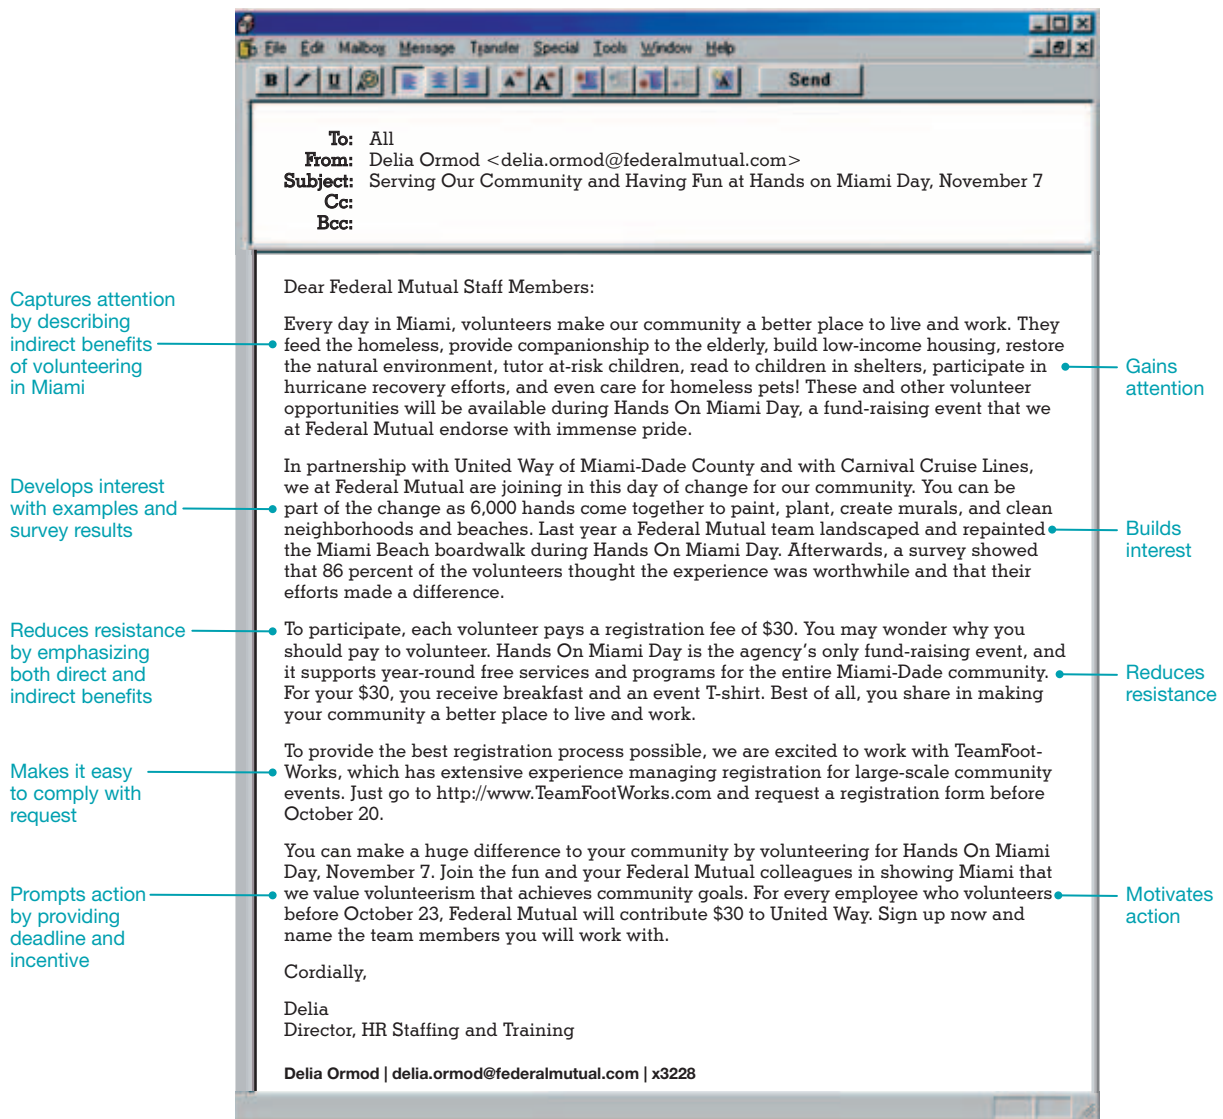 File Edit Mailbox Message Transfer Special Tools Window Help
B I U A A A Send
To: All
From: Delia Ormod <delia.ormod@federalmutual.com>
Subject: Serving Our Community and Having Fun at Hands on Miami Day, November 7
Cc:
Bcc:
Dear Federal Mutual Staff Members:
Captures attention
by describing
indirect benefits
of volunteering
in Miami
Every day in Miami, volunteers make our community a better place to live and work. They
feed the homeless, provide companionship to the elderly, build low-income housing, restore
the natural environment, tutor at-risk children, read to children in shelters, participate in
hurricane recovery efforts, and even care for homeless pets! These and other volunteer
opportunities will be available during Hands On Miami Day, a fund-raising event that we
at Federal Mutual endorse with immense pride.
Gains
attention
Develops interest
with examples and
survey results
In partnership with United Way of Miami-Dade County and with Carnival Cruise Lines,
we at Federal Mutual are joining in this day of change for our community. You can be
part of the change as 6,000 hands come together to paint, plant, create murals, and clean
neighborhoods and beaches. Last year a Federal Mutual team landscaped and repainted
the Miami Beach boardwalk during Hands On Miami Day. Afterwards, a survey showed
that 86 percent of the volunteers thought the experience was worthwhile and that their
efforts made a difference.
Builds
interest
Reduces resistance
by emphasizing
both direct and
indirect benefits
To participate, each volunteer pays a registration fee of $30. You may wonder why you
should pay to volunteer. Hands On Miami Day is the agency's only fund-raising event, and
it supports year-round free services and programs for the entire Miami-Dade community.
For your $30, you receive breakfast and an event T-shirt. Best of all, you share in making
your community a better place to live and work.
Reduces
resistance
Makes it easy
to comply with
request
To provide the best registration process possible, we are excited to work with TeamFoot-
Works, which has extensive experience managing registration for large-scale community
events. Just go to http://www.TeamFootWorks.com and request a registration form before
October 20.
Prompts action
by providing
deadline and
incentive
You can make a huge difference to your community by volunteering for Hands On Miami
Day, November 7. Join the fun and your Federal Mutual colleagues in showing Miami that
we value volunteerism that achieves community goals. For every employee who volunteers
before October 23, Federal Mutual will contribute $30 to United Way. Sign up now and
name the team members you will work with.
Motivates
action
Cordially,
Delia
Director, HR Staffing and Training
Delia Ormod | delia.ormod@federalmutual.com | x3228